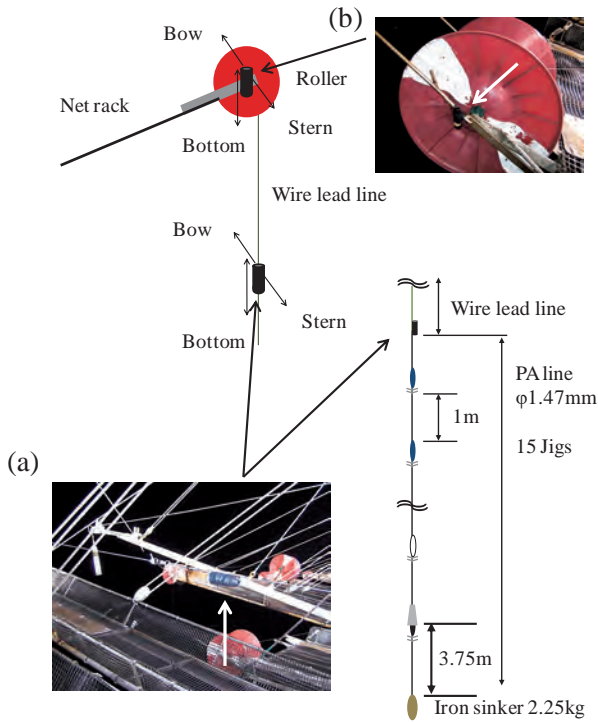 (b)
Bow
Roller
Net rack
Stern
Bottom
Wire lead line
Bow
Stern
Bottom
Wire lead line
PA line
φ1.47mm
1m
15 Jigs
(a)
3.75m
Iron sinker 2.25kg